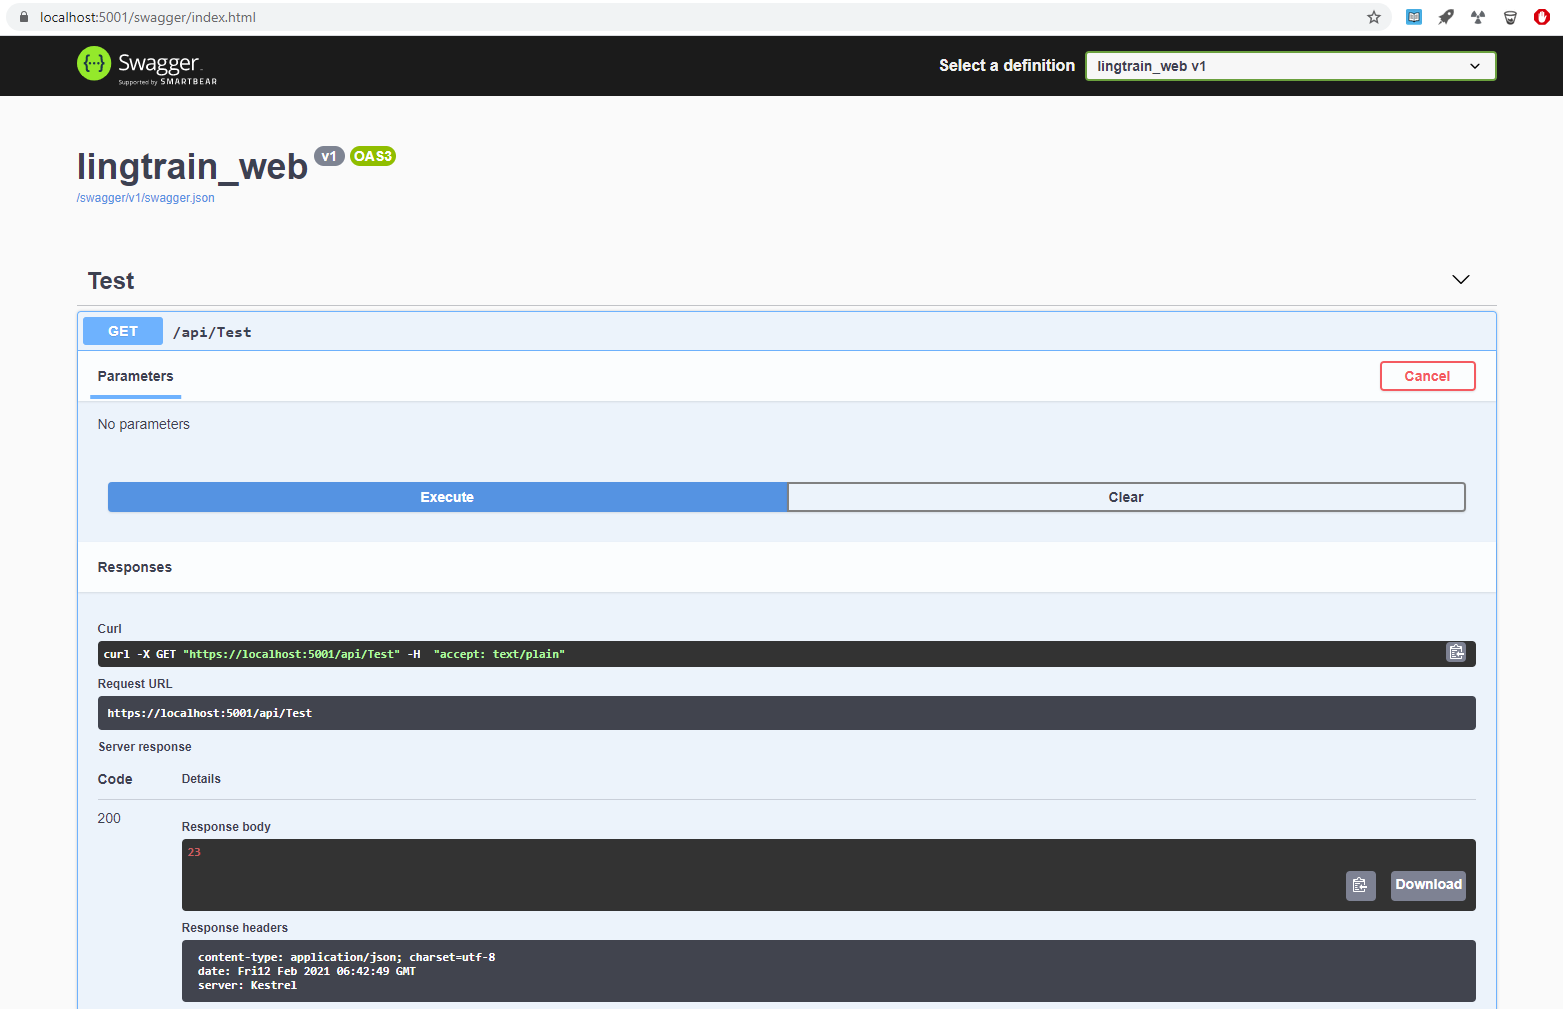 localhost:5001/swagger/index.html
{···} Swagger.
Supported by SMARTBEAR
Select a definition
lingtrain_web v1
lingtrain_web v1 OAS3
/swagger/v1/swagger.json
Test
GET /api/Test
Parameters
Cancel
No parameters
Execute
Clear
Responses
Curl
curl -X GET "https://localhost:5001/api/Test" -H  "accept: text/plain"
Request URL
https://localhost:5001/api/Test
Server response
Code Details
200
Response body
23
Download
Response headers
content-type: application/json; charset=utf-8
date: Fri12 Feb 2021 06:42:49 GMT
server: Kestrel